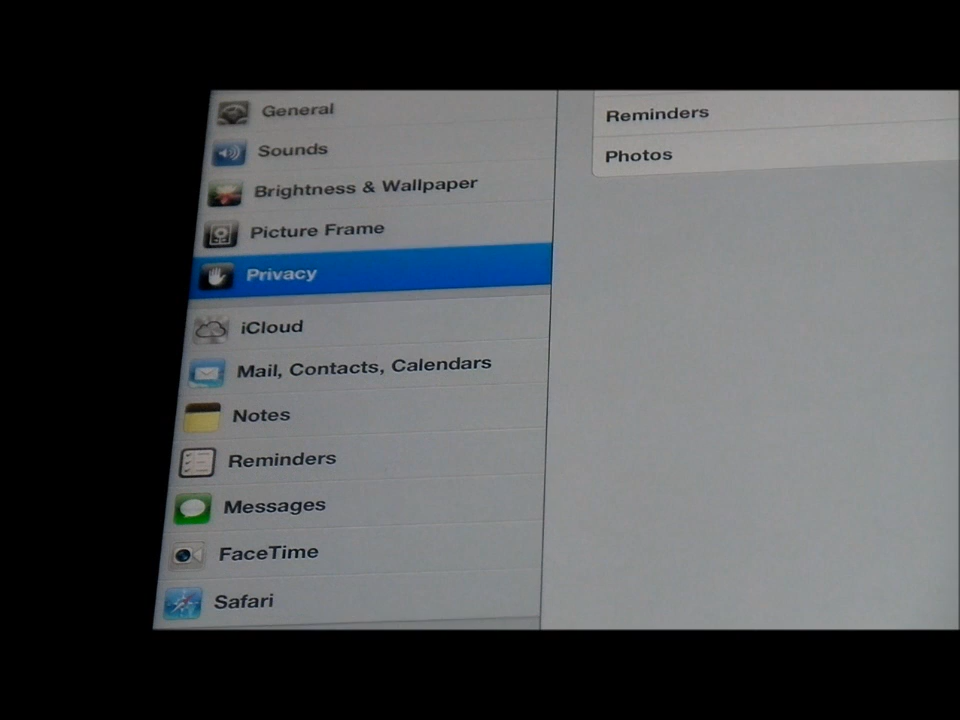 General
Sounds
Brightness & Wallpaper
Picture Frame
Privacy
iCloud
Mail, Contacts, Calendars
Notes
Reminders
Messages
FaceTime
Safari
Reminders
Photos